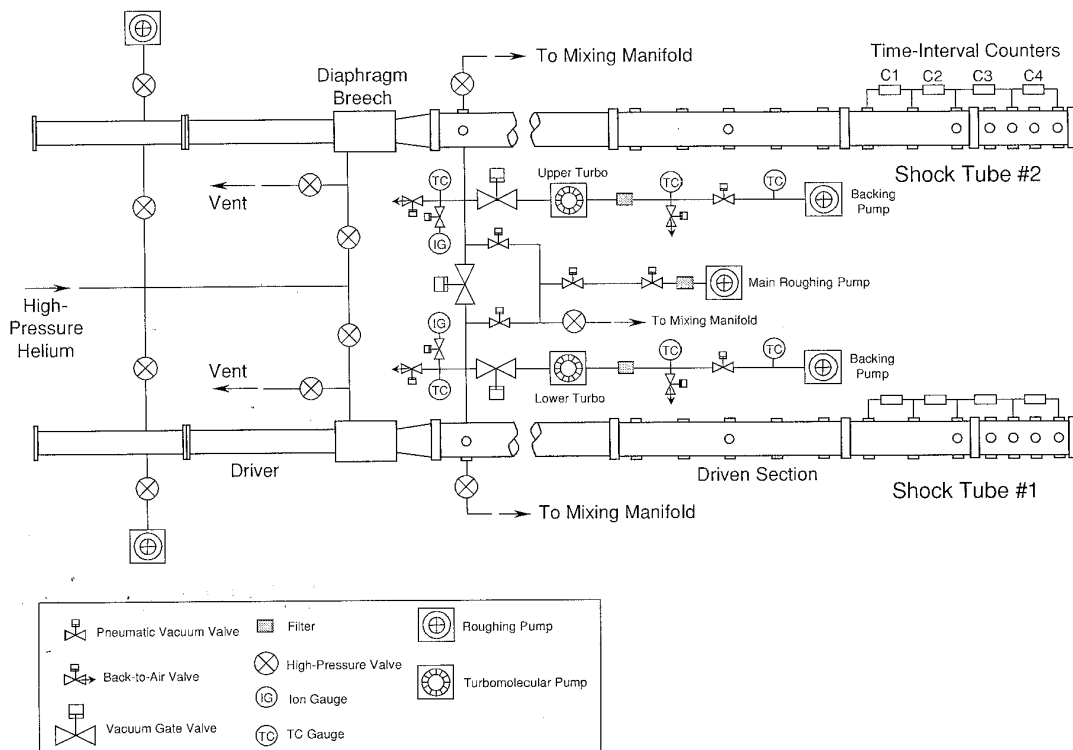 To Mixing Manifold
Time-Interval Counters
C1 C2 C3 C4
Diaphragm
Breech
Shock Tube #2
Vent
TC
Upper Turbo
TC
TC
Backing
Pump
IG
High-
Pressure
Helium
Main Roughing Pump
To Mixing Manifold
IG
TC
TC
Backing
Pump
Vent
TC
Lower Turbo
Driver
Driven Section
Shock Tube #1
To Mixing Manifold
Pneumatic Vacuum Valve
Filter
Roughing Pump
Back-to-Air Valve
High-Pressure Valve
IG Ion Gauge
Turbomolecular Pump
Vacuum Gate Valve
TC TC Gauge